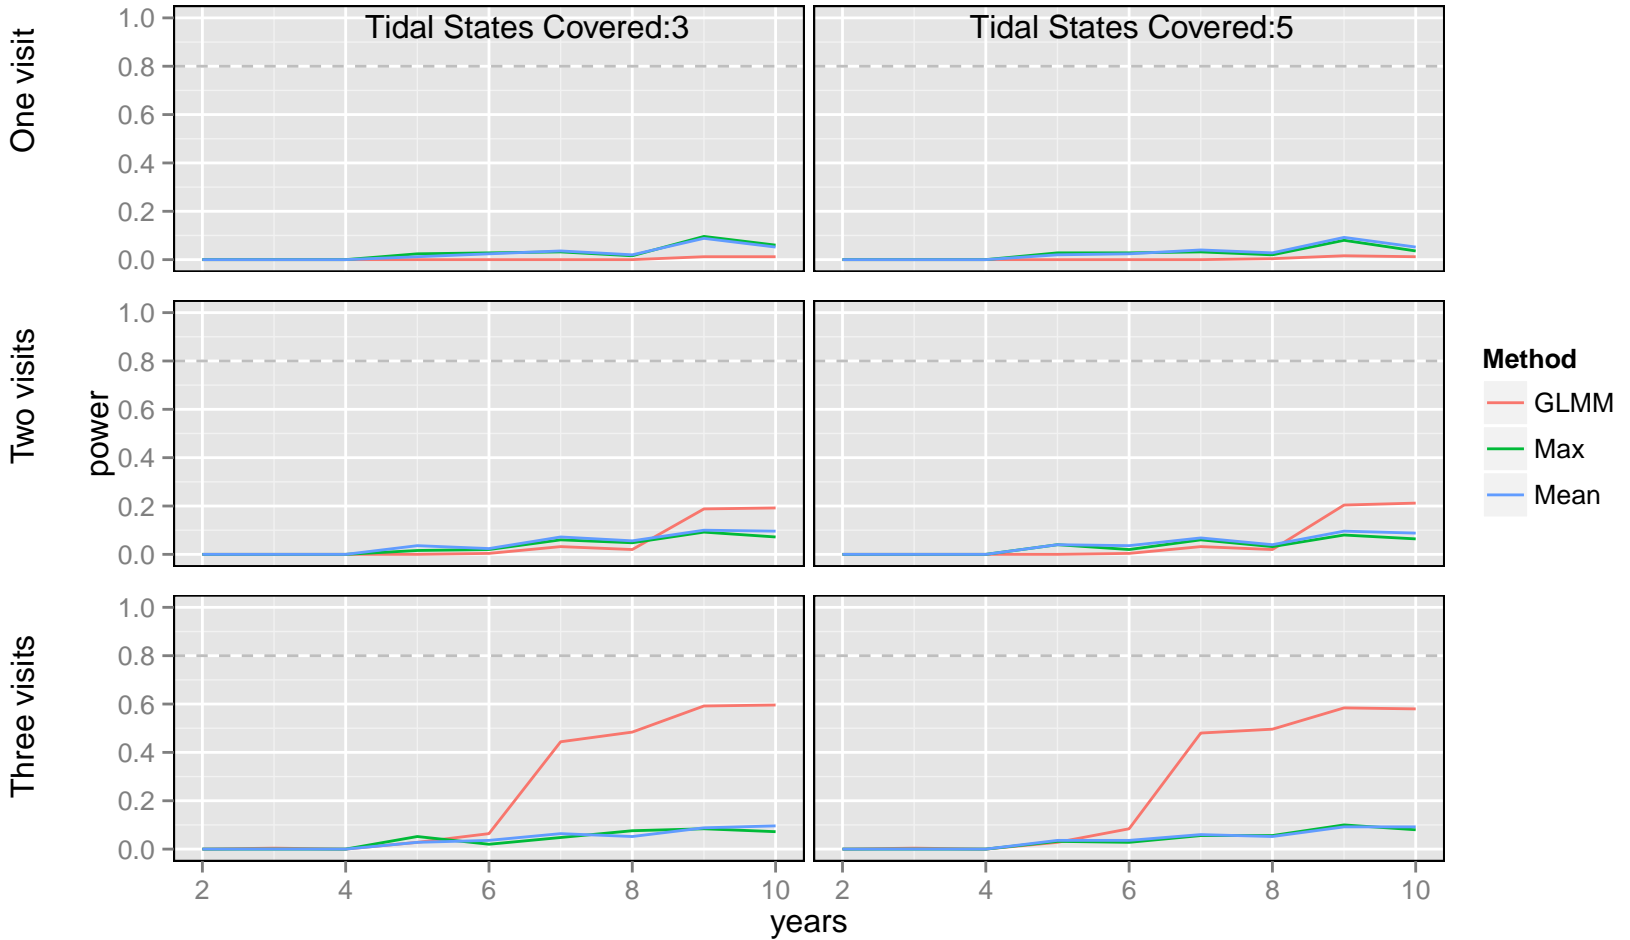 Tidal States Covered:3
Tidal States Covered:5
One visit
1.0
0.8
0.6
0.4
0.2
0.0
Two visits
1.0
0.8
0.6
0.4
0.2
0.0
Three visits
1.0
0.8
0.6
0.4
0.2
0.0
power
2 4 6 8 10
2 4 6 8 10
years
Method
GLMM
Max
Mean